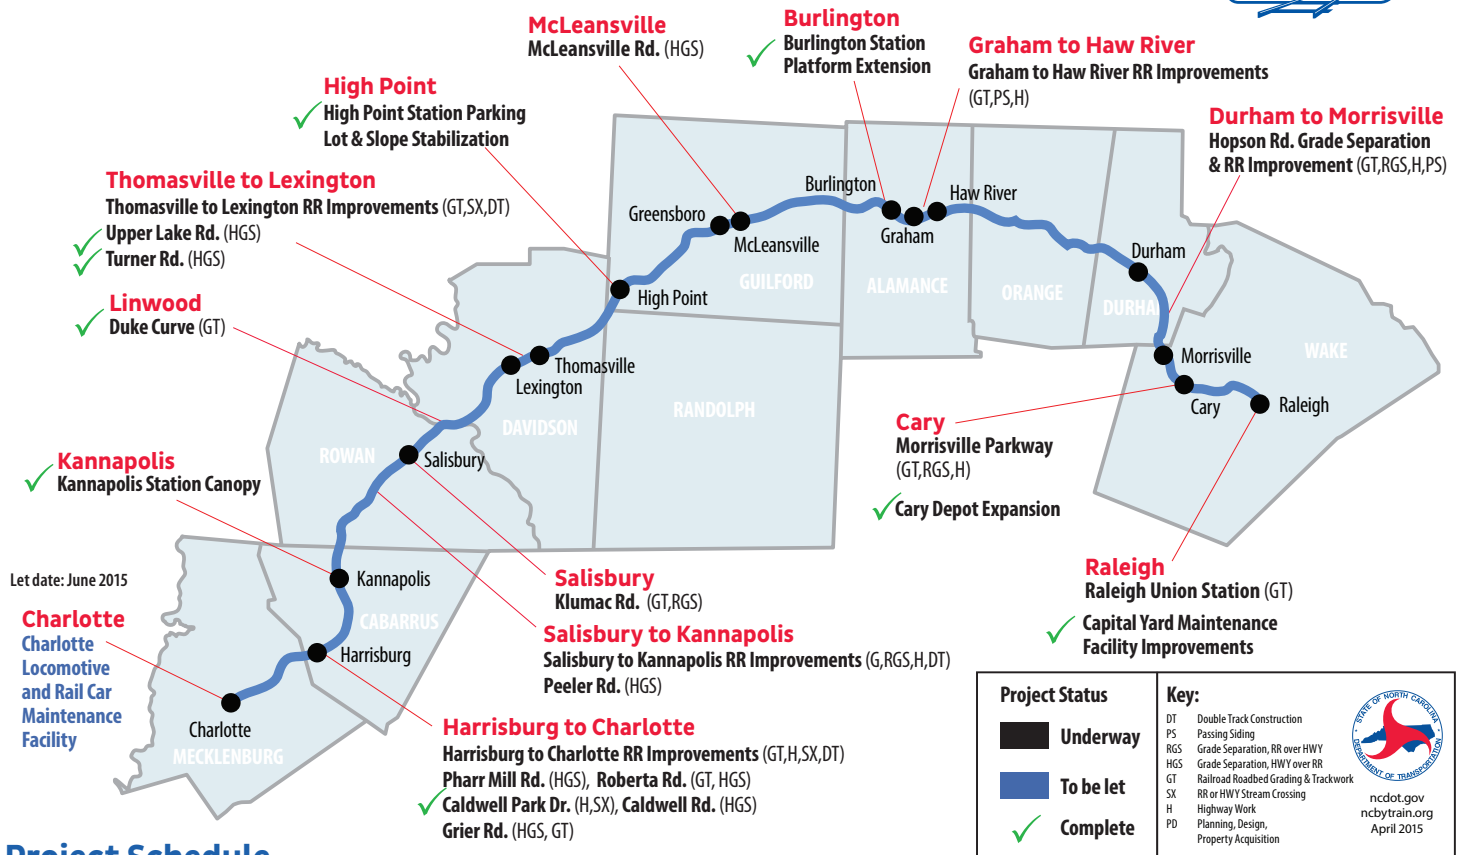 McLeansville
McLeansville Rd. (HGS)
Burlington
Burlington Station
Platform Extension
Graham to Haw River
Graham to Haw River RR Improvements
(GT,PS,H)
High Point
High Point Station Parking
Lot & Slope Stabilization
Durham to Morrisville
Hopson Rd. Grade Separation
& RR Improvement (GT,RGS,H,PS)
Thomasville to Lexington
Thomasville to Lexington RR Improvements (GT,SX,DT)
Upper Lake Rd. (HGS)
Turner Rd. (HGS)
Linwood
Duke Curve (GT)
Burlington
Haw River
Greensboro
McLeansville
Graham
Durham
GUILFORD
ALAMANCE
ORANGE
DURHA
High Point
Morrisville
WAKE
Thomasville
Lexington
Cary
Raleigh
RANDOLPH
DAVIDSON
ROWAN
Salisbury
Cary
Morrisville Parkway
(GT,RGS,H)
Cary Depot Expansion
Kannapolis
Kannapolis Station Canopy
Kannapolis
CABARRUS
Harrisburg
Charlotte
MECKLENBURG
Let date: June 2015
Charlotte
Charlotte
Locomotive
and Rail Car
Maintenance
Facility
Salisbury
Klumac Rd. (GT,RGS)
Salisbury to Kannapolis
Salisbury to Kannapolis RR Improvements (G,RGS,H,DT)
Peeler Rd. (HGS)
Raleigh
Raleigh Union Station (GT)
Capital Yard Maintenance
Facility Improvements
Harrisburg to Charlotte
Harrisburg to Charlotte RR Improvements (GT,H,SX,DT)
Pharr Mill Rd. (HGS), Roberta Rd. (GT, HGS)
Caldwell Park Dr. (H,SX), Caldwell Rd. (HGS)
Grier Rd. (HGS, GT)
Project Status
Underway
To be let
Complete
Key:
DT Double Track Construction
PS Passing Siding
RGS Grade Separation, RR over HWY
HGS Grade Separation, HWY over RR
GT Railroad Roadbed Grading & Trackwork
SX RR or HWY Stream Crossing
H Highway Work
PD Planning, Design,
Property Acquisition
STATE OF NORTH CAROLINA
DEPARTMENT OF TRANSPORTATION
ncdot.gov
ncbytrain.org
April 2015
Project Schedule